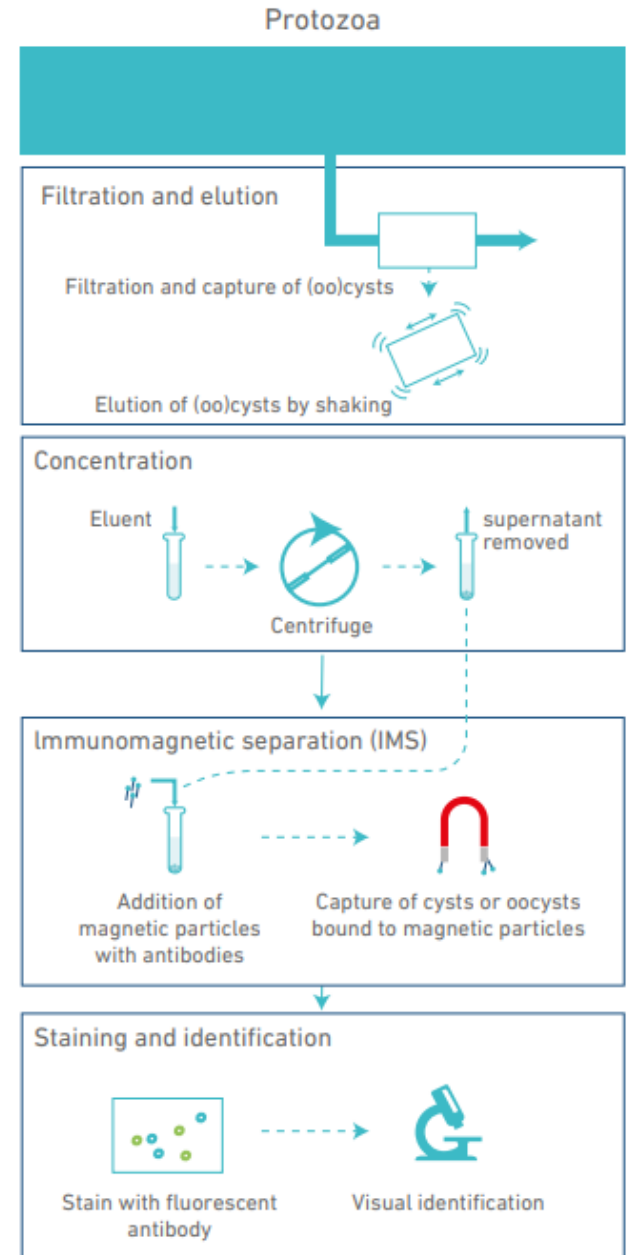 Protozoa
Filtration and elution
Filtration and capture of (oo)cysts
Elution of (oo)cysts by shaking
Concentration
Eluent
supernatant
removed
Centrifuge
Immunomagnetic separation (IMS)
Addition of
magnetic particles
with antibodies
Capture of cysts or oocysts
bound to magnetic particles
Staining and identification
Stain with fluorescent
antibody
Visual identification